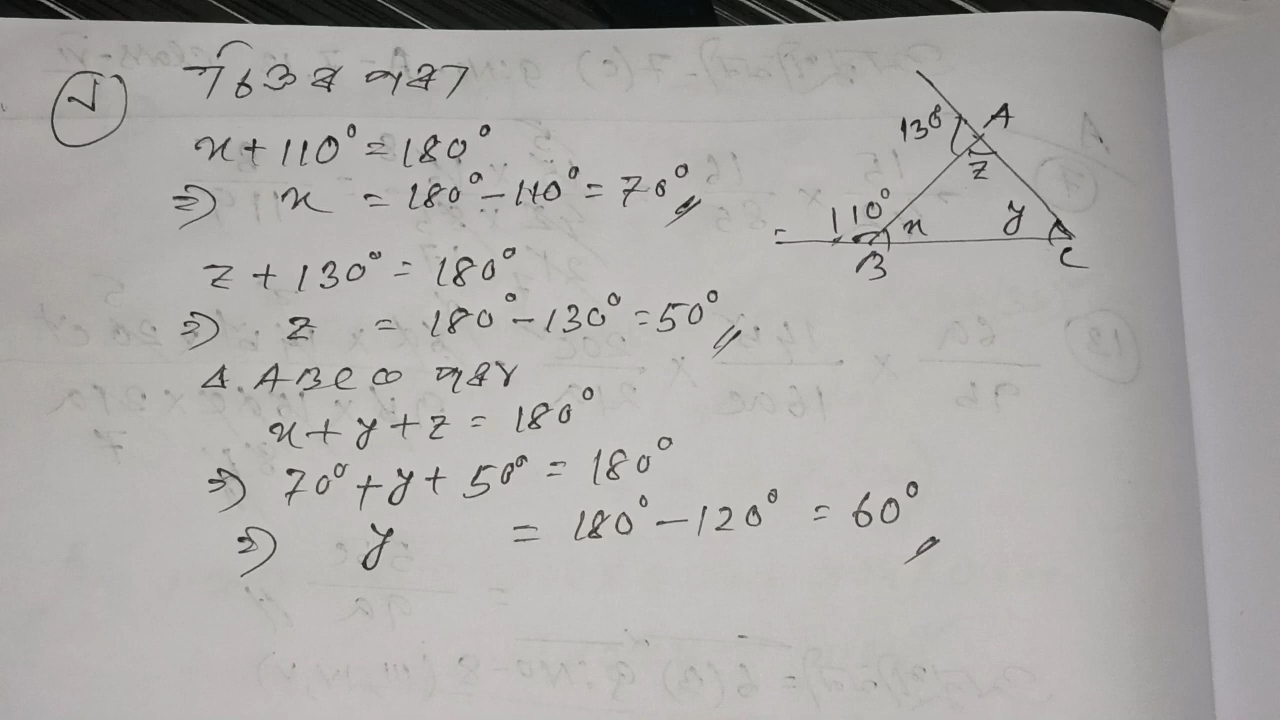 x + 110° = 180°
⇒ x = 180° - 110° = 70°
z + 130° = 180°
⇒ z = 180° - 130° = 50°
Δ ABC
x + y + z = 180°
⇒ 70° + y + 50° = 180°
⇒ y = 180° - 120° = 60°
130° A
z
110° x y
B C